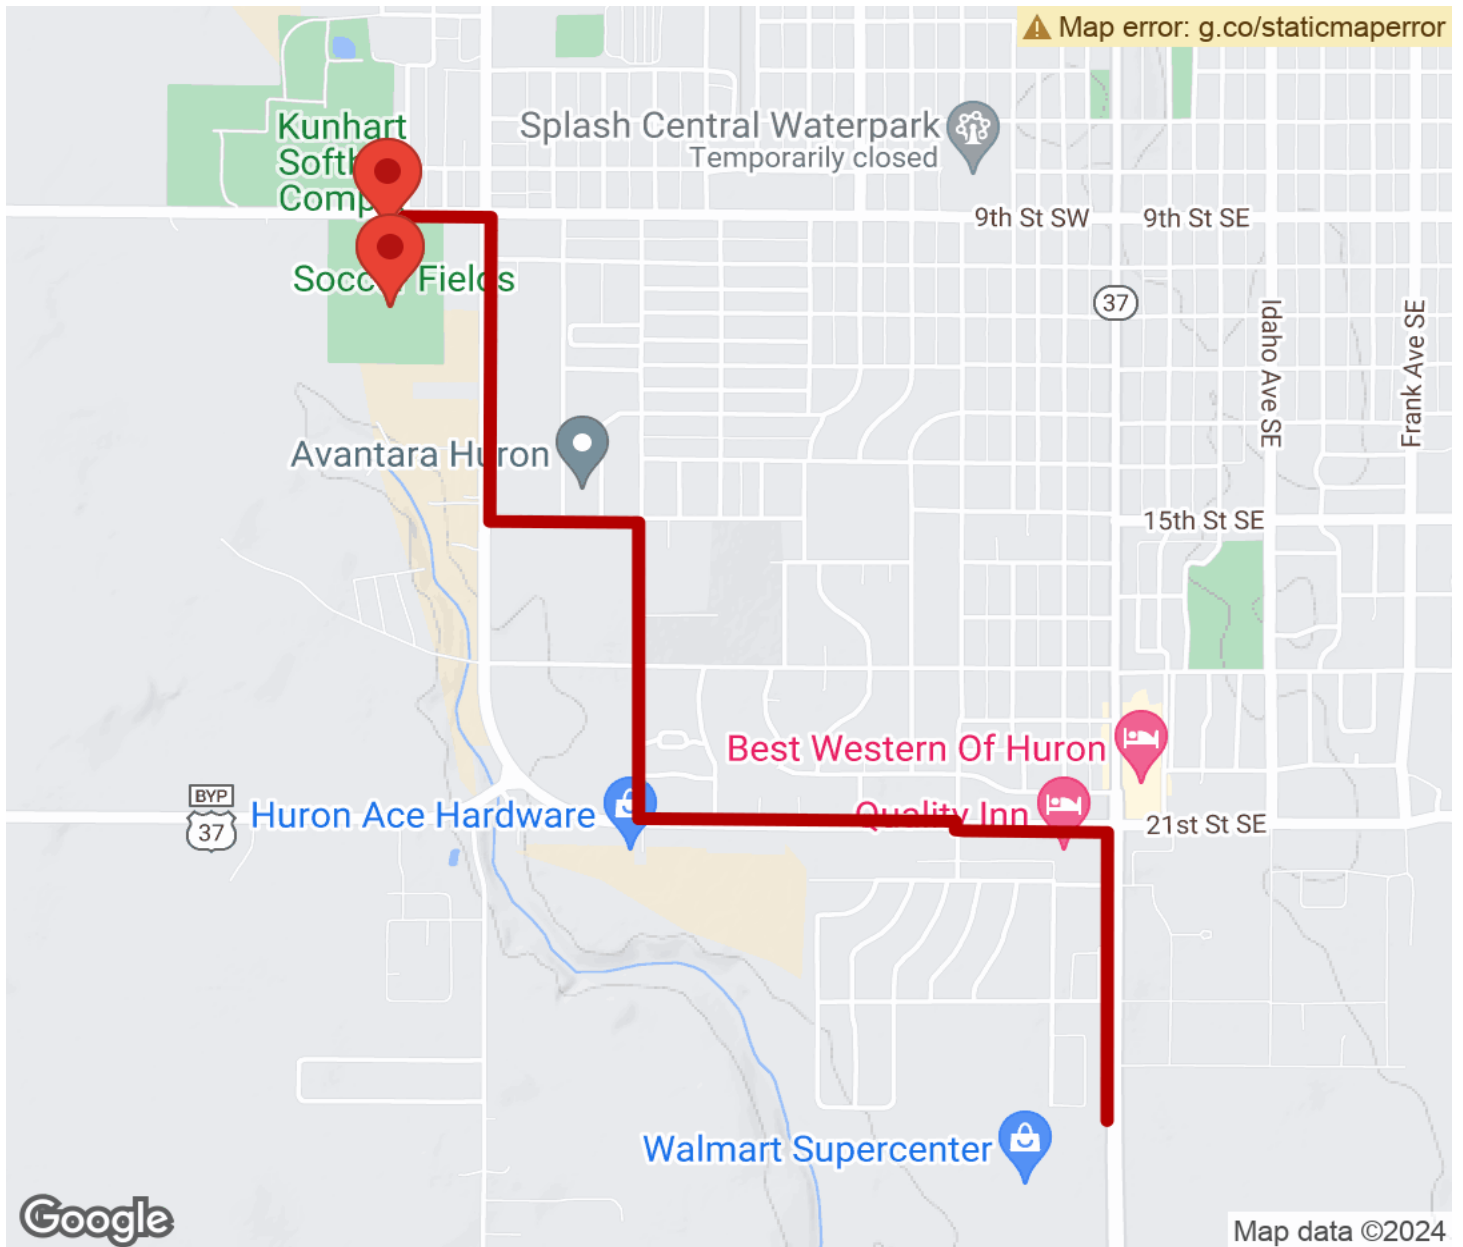 Map error: g.co/staticmaperror
Kunhart
Soft
Comp
Splash Central Waterpark
Temporarily closed
9th St SW
9th St SE
Soccer Fields
37
Idaho Ave SE
Frank Ave SE
Avantara Huron
15th St SE
Best Western Of Huron
BYP
37
Huron Ace Hardware
Quality Inn
21st St SE
Walmart Supercenter
Google
Map data ©2024